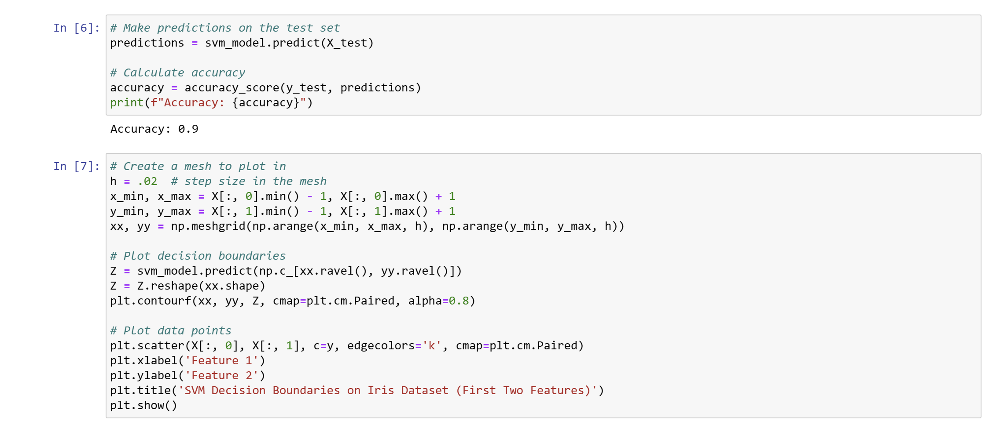 In [6]: # Make predictions on the test set
predictions = svm_model.predict(X_test)

# Calculate accuracy
accuracy = accuracy_score(y_test, predictions)
print(f"Accuracy: {accuracy}")
Accuracy: 0.9
In [7]: # Create a mesh to plot in
h = .02  # step size in the mesh
x_min, x_max = X[:, 0].min() - 1, X[:, 0].max() + 1
y_min, y_max = X[:, 1].min() - 1, X[:, 1].max() + 1
xx, yy = np.meshgrid(np.arange(x_min, x_max, h), np.arange(y_min, y_max, h))

# Plot decision boundaries
Z = svm_model.predict(np.c_[xx.ravel(), yy.ravel()])
Z = Z.reshape(xx.shape)
plt.contourf(xx, yy, Z, cmap=plt.cm.Paired, alpha=0.8)

# Plot data points
plt.scatter(X[:, 0], X[:, 1], c=y, edgecolors='k', cmap=plt.cm.Paired)
plt.xlabel('Feature 1')
plt.ylabel('Feature 2')
plt.title('SVM Decision Boundaries on Iris Dataset (First Two Features)')
plt.show()